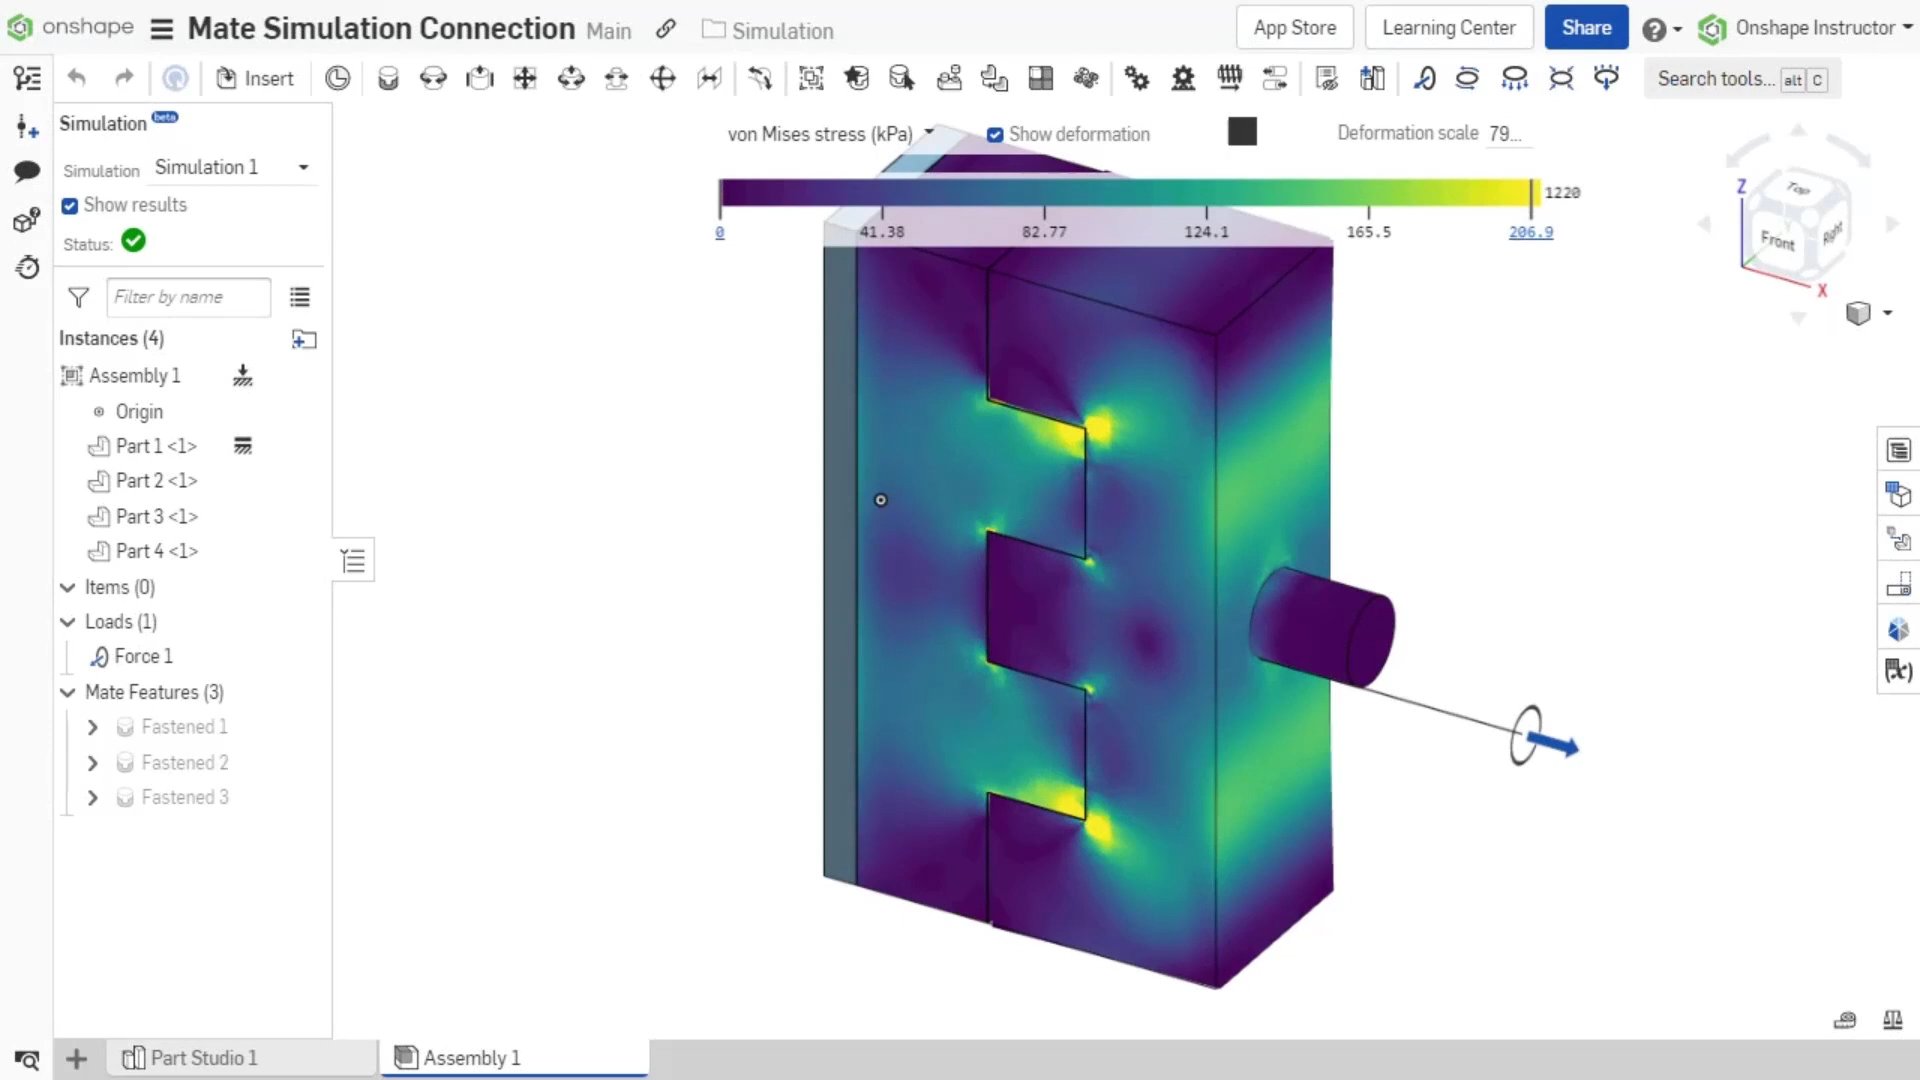 onshape Mate Simulation Connection Main Simulation App Store Learning Center Share Onshape Instructor
Insert Search tools... alt C
Simulation beta
Simulation Simulation 1
Show results
Status:
Filter by name
Instances (4)
Assembly 1
Origin
Part 1 <1>
Part 2 <1>
Part 3 <1>
Part 4 <1>
Items (0)
Loads (1)
Force 1
Mate Features (3)
Fastened 1
Fastened 2
Fastened 3
von Mises stress (kPa) Show deformation Deformation scale 79...
1220
0 41.38 82.77 124.1 165.5 206.9
Top
Front
Right
Z
X
Part Studio 1 Assembly 1